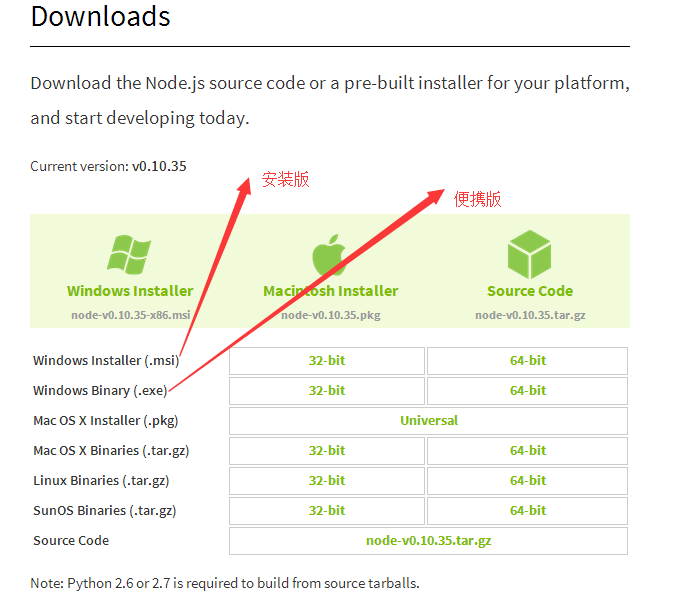 Downloads
Download the Node.js source code or a pre-built installer for your platform,
and start developing today.
Current version: v0.10.35
安装版
便携版
Windows Installer Macintosh Installer Source Code
node-v0.10.35-x86.msi node-v0.10.35.pkg node-v0.10.35.tar.gz
Windows Installer (.msi) 32-bit 64-bit
Windows Binary (.exe) 32-bit 64-bit
Mac OS X Installer (.pkg) Universal
Mac OS X Binaries (.tar.gz) 32-bit 64-bit
Linux Binaries (.tar.gz) 32-bit 64-bit
SunOS Binaries (.tar.gz) 32-bit 64-bit
Source Code node-v0.10.35.tar.gz
Note: Python 2.6 or 2.7 is required to build from source tarballs.